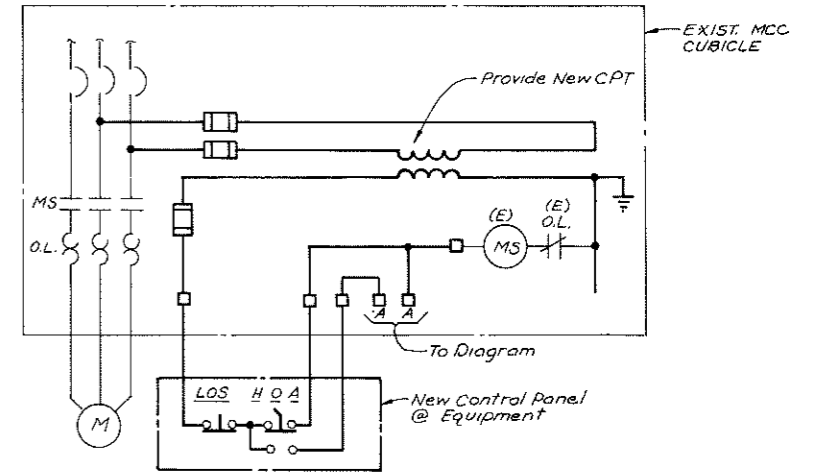 EXIST. MCC
CUBICLE
Provide New CPT
MS
O.L.
(E)
MS
(E)
O.L.
A
A
To Diagram
LOS
H O A
New Control Panel
@ Equipment
M